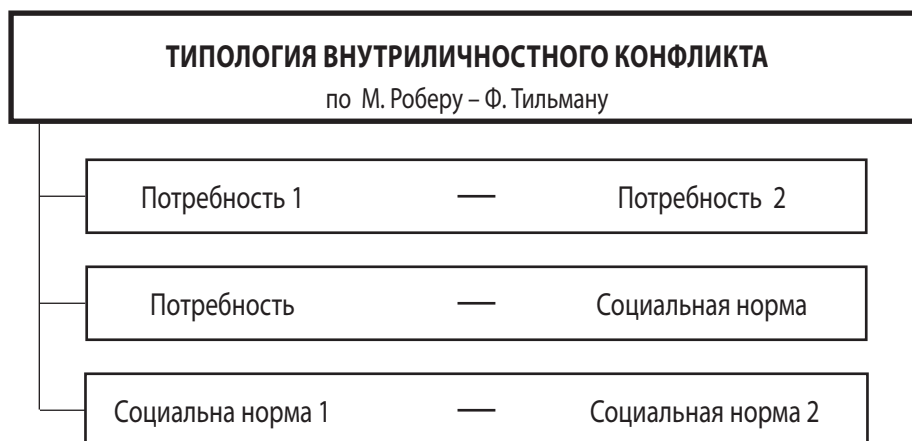 ТИПОЛОГИЯ ВНУТРИЛИЧНОСТНОГО КОНФЛИКТА
по М. Роберу – Ф. Тильману
Потребность 1 — Потребность 2
Потребность — Социальная норма
Социальна норма 1 — Социальная норма 2